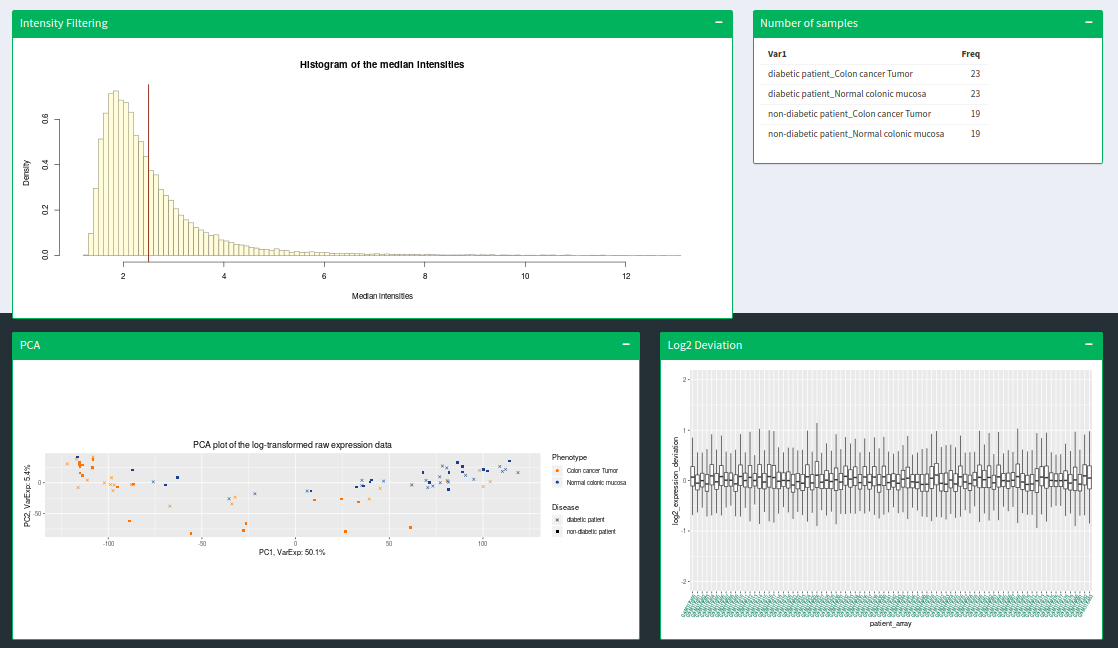 Intensity Filtering
Histogram of the median intensities
Density
0.0
0.2
0.4
0.6
2
4
6
8
10
12
Median intensities
Number of samples
Var1 Freq
diabetic patient_Colon cancer Tumor 23
diabetic patient_Normal colonic mucosa 23
non-diabetic patient_Colon cancer Tumor 19
non-diabetic patient_Normal colonic mucosa 19
PCA
PCA plot of the log-transformed raw expression data
PC2, VarExp: 5.4%
0
-50
-100
-50
0
50
100
PC1, VarExp: 50.1%
Phenotype
Colon cancer Tumor
Normal colonic mucosa
Disease
diabetic patient
non-diabetic patient
Log2 Deviation
log2_expression_deviation
2
1
0
-1
-2
patient_array